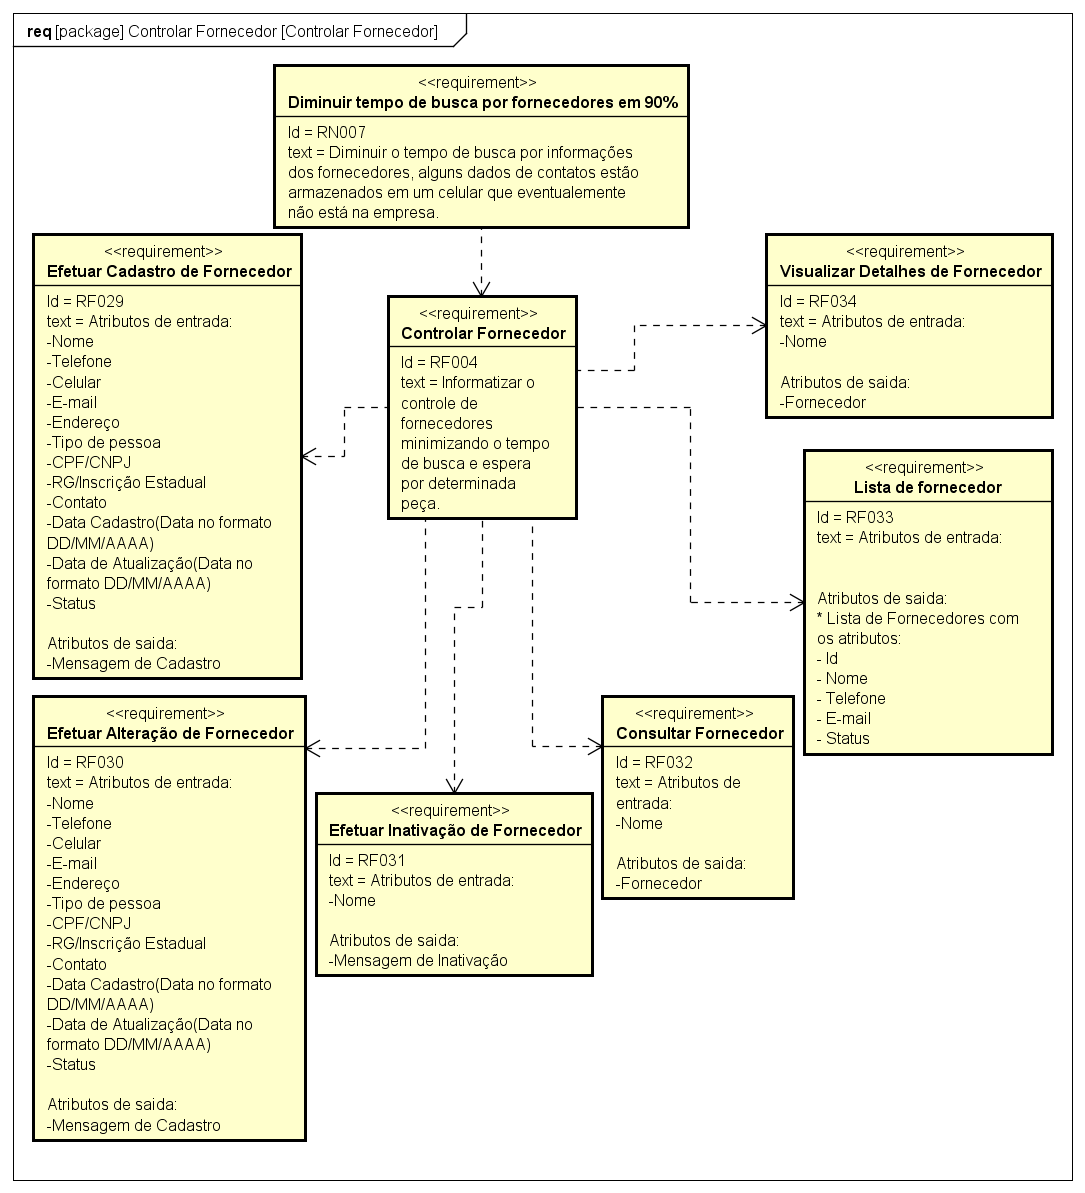 req [package] Controlar Fornecedor [Controlar Fornecedor]
<<requirement>>
Diminuir tempo de busca por fornecedores em 90%
Id = RN007
text = Diminuir o tempo de busca por informações
dos fornecedores, alguns dados de contatos estão
armazenados em um celular que eventualemente
não está na empresa.
<<requirement>>
Efetuar Cadastro de Fornecedor
Id = RF029
text = Atributos de entrada:
-Nome
-Telefone
-Celular
-E-mail
-Endereço
-Tipo de pessoa
-CPF/CNPJ
-RG/Inscrição Estadual
-Contato
-Data Cadastro(Data no formato
DD/MM/AAAA)
-Data de Atualização(Data no
formato DD/MM/AAAA)
-Status
Atributos de saida:
-Mensagem de Cadastro
<<requirement>>
Controlar Fornecedor
Id = RF004
text = Informatizar o
controle de
fornecedores
minimizando o tempo
de busca e espera
por determinada
peça.
<<requirement>>
Visualizar Detalhes de Fornecedor
Id = RF034
text = Atributos de entrada:
-Nome
Atributos de saida:
-Fornecedor
<<requirement>>
Lista de fornecedor
Id = RF033
text = Atributos de entrada:
Atributos de saida:
* Lista de Fornecedores com
os atributos:
- Id
- Nome
- Telefone
- E-mail
- Status
<<requirement>>
Efetuar Alteração de Fornecedor
Id = RF030
text = Atributos de entrada:
-Nome
-Telefone
-Celular
-E-mail
-Endereço
-Tipo de pessoa
-CPF/CNPJ
-RG/Inscrição Estadual
-Contato
-Data Cadastro(Data no formato
DD/MM/AAAA)
-Data de Atualização(Data no
formato DD/MM/AAAA)
-Status
Atributos de saida:
-Mensagem de Cadastro
<<requirement>>
Efetuar Inativação de Fornecedor
Id = RF031
text = Atributos de entrada:
-Nome
Atributos de saida:
-Mensagem de Inativação
<<requirement>>
Consultar Fornecedor
Id = RF032
text = Atributos de
entrada:
-Nome
Atributos de saida:
-Fornecedor